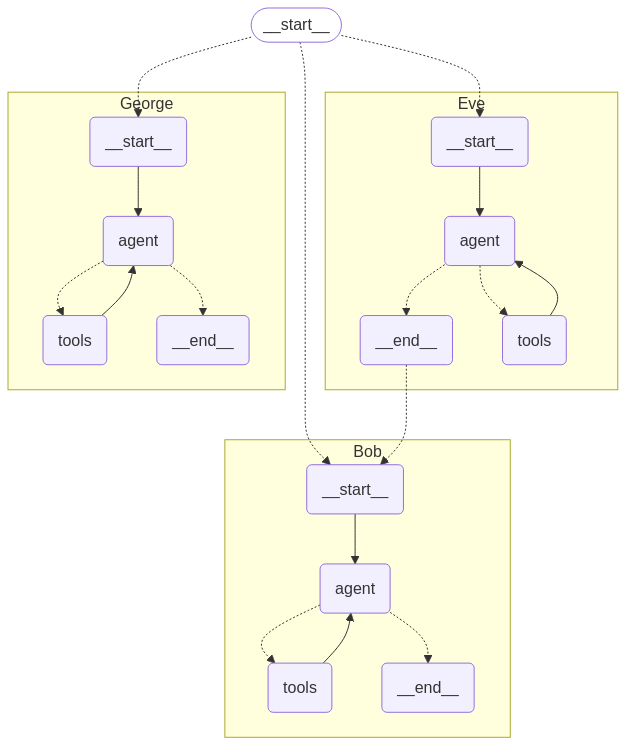 __start__
George
__start__
agent
tools
__end__
Eve
__start__
agent
__end__
tools
Bob
__start__
agent
tools
__end__